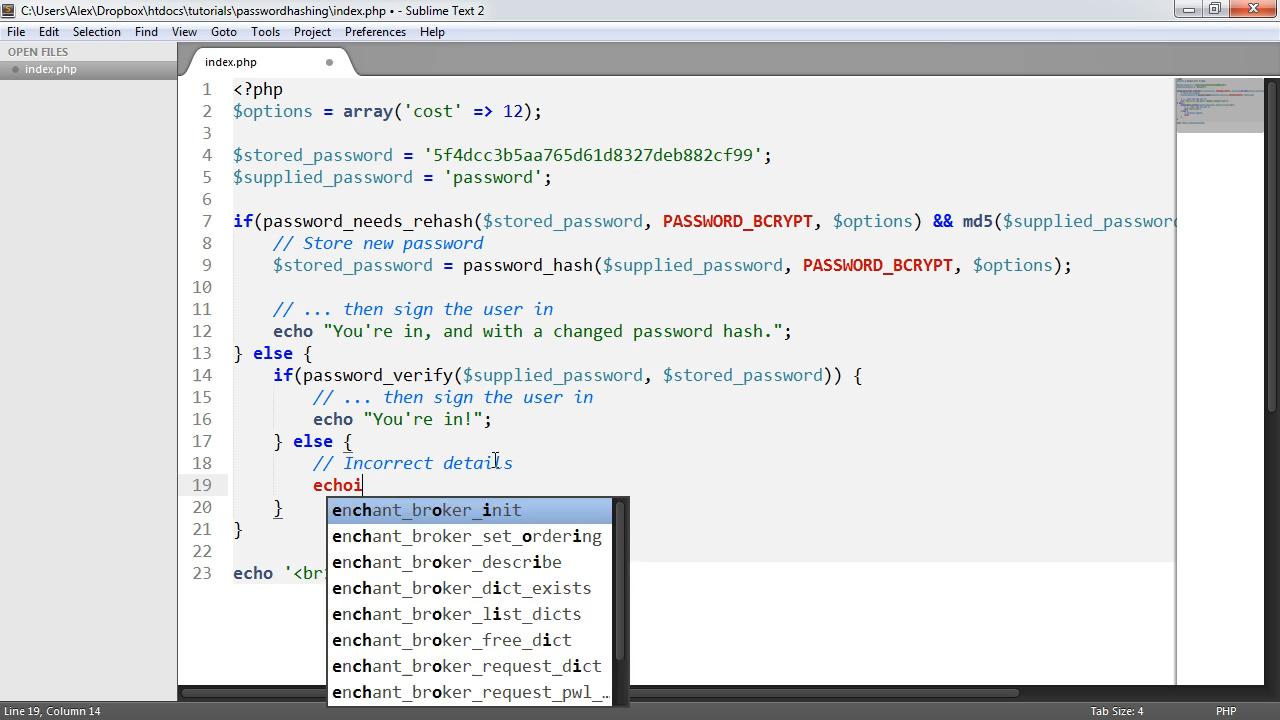 C:\Users\Alex\Dropbox\htdocs\tutorials\passwordhashing\index.php • - Sublime Text 2
File Edit Selection Find View Goto Tools Project Preferences Help
OPEN FILES
index.php
index.php
1 <?php
2 $options = array('cost' => 12);
3
4 $stored_password = '5f4dcc3b5aa765d61d8327deb882cf99';
5 $supplied_password = 'password';
6
7 if(password_needs_rehash($stored_password, PASSWORD_BCRYPT, $options) && md5($supplied_passwor
8 // Store new password
9 $stored_password = password_hash($supplied_password, PASSWORD_BCRYPT, $options);
10
11 // ... then sign the user in
12 echo "You're in, and with a changed password hash.";
13 } else {
14 if(password_verify($supplied_password, $stored_password)) {
15 // ... then sign the user in
16 echo "You're in!";
17 } else {
18 // Incorrect details
19 echoi
20 }
21 }
22
23 echo '<br
enchant_broker_init
enchant_broker_set_ordering
enchant_broker_describe
enchant_broker_dict_exists
enchant_broker_list_dicts
enchant_broker_free_dict
enchant_broker_request_dict
enchant_broker_request_pwl_…
Line 19, Column 14
Tab Size: 4
PHP